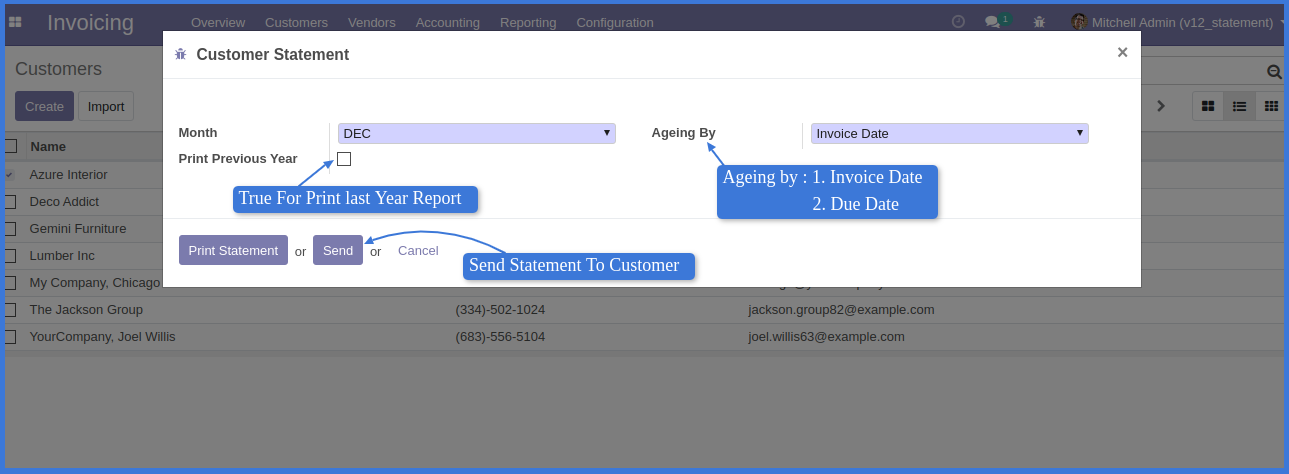 Invoicing Overview Customers Vendors Accounting Reporting Configuration 1 Mitchell Admin (v12_statement)
Customers
Create Import
Customer Statement ×
Month DEC Ageing By Invoice Date
Print Previous Year
True For Print last Year Report
Ageing by : 1. Invoice Date
2. Due Date
Print Statement or Send or Cancel
Send Statement To Customer
Name
Azure Interior
Deco Addict
Gemini Furniture
Lumber Inc
My Company, Chicago
The Jackson Group (334)-502-1024 jackson.group82@example.com
YourCompany, Joel Willis (683)-556-5104 joel.willis63@example.com